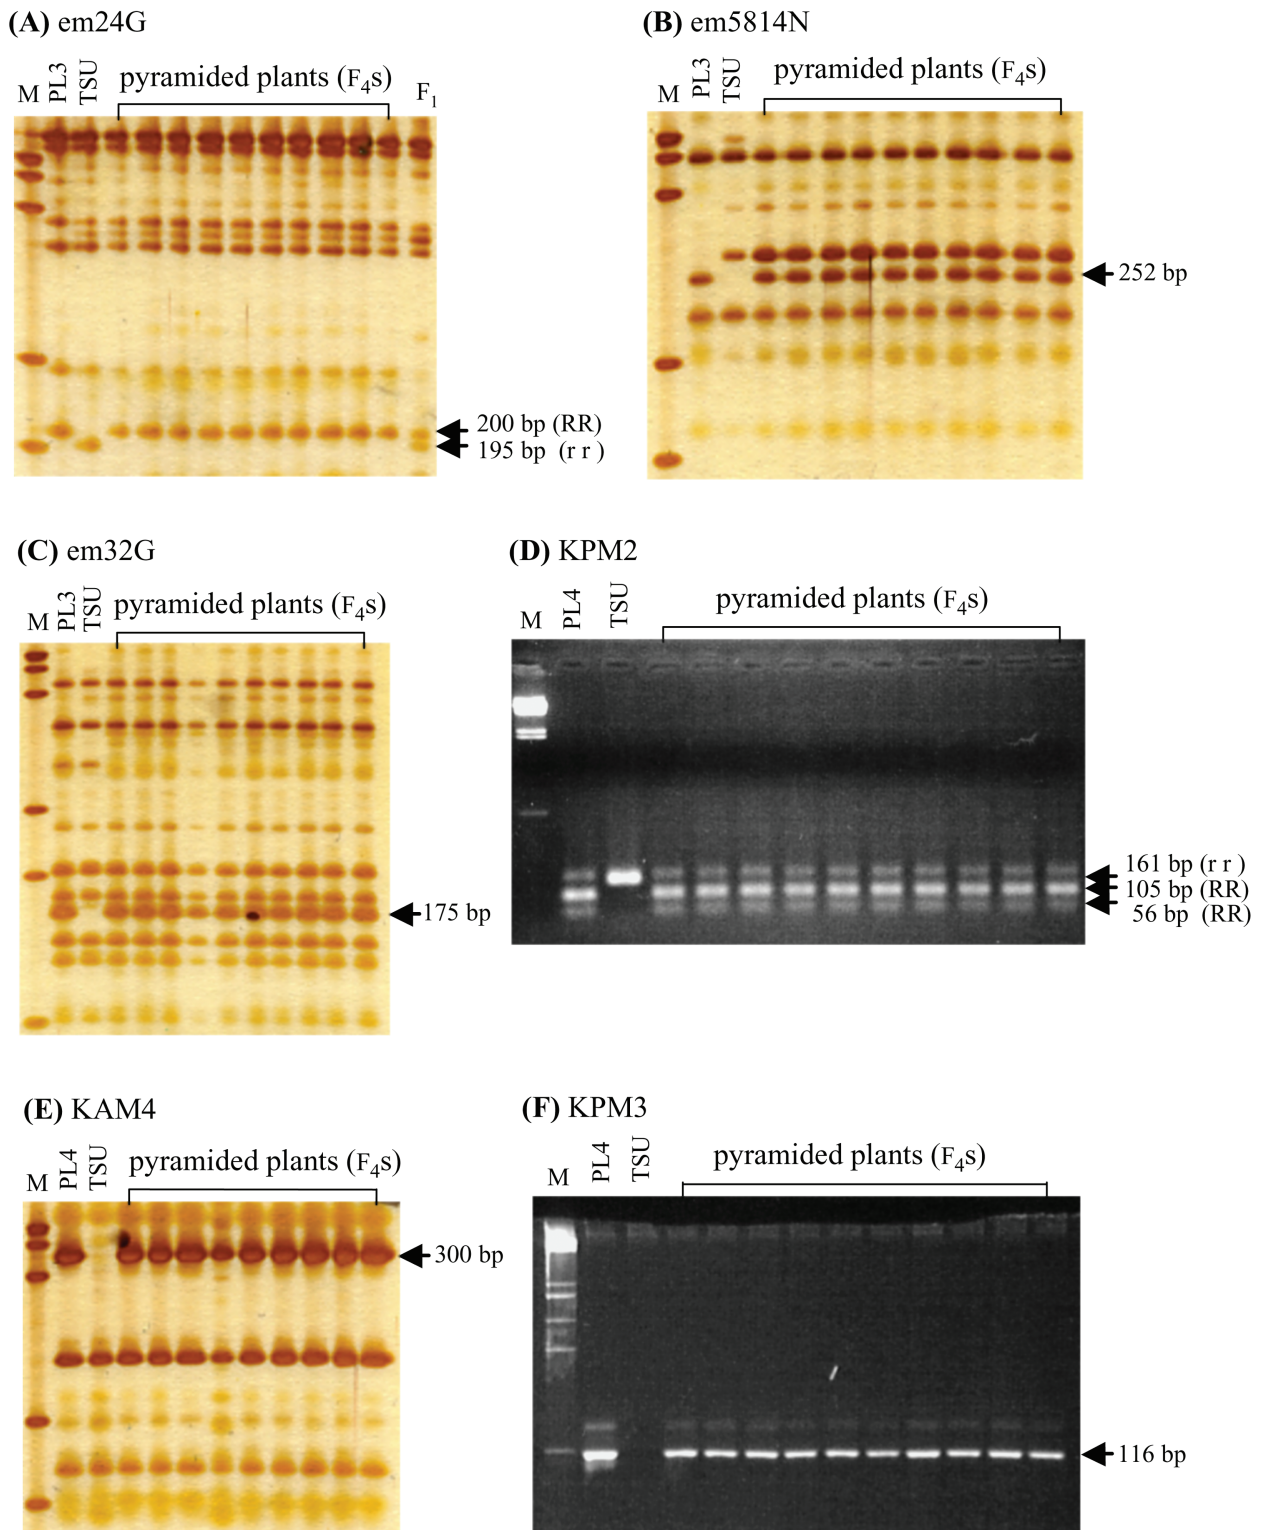 (A) em24G
M PL3 TSU pyramided plants (F4s) F1
200 bp (RR)
195 bp (r r )
(B) em5814N
M PL3 TSU pyramided plants (F4s)
252 bp
(C) em32G
M PL3 TSU pyramided plants (F4s)
175 bp
(D) KPM2
M PL4 TSU pyramided plants (F4s)
161 bp (r r )
105 bp (RR)
56 bp (RR)
(E) KAM4
M PL4 TSU pyramided plants (F4s)
300 bp
(F) KPM3
M PL4 TSU pyramided plants (F4s)
116 bp